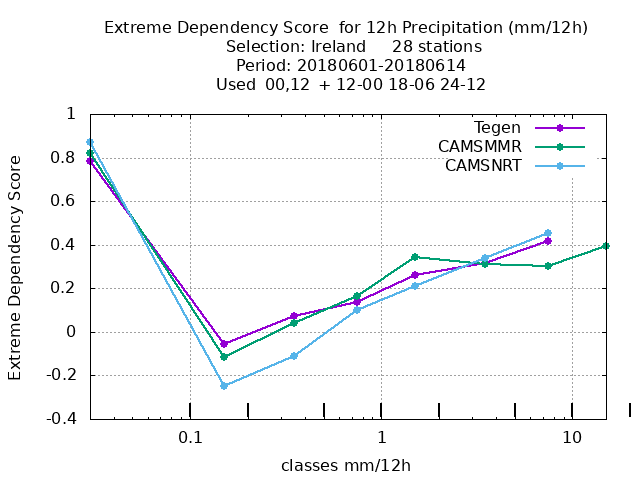 Extreme Dependency Score  for 12h Precipitation (mm/12h)
Selection: Ireland     28 stations
Period: 20180601-20180614
Used  00,12  + 12-00 18-06 24-12
Tegen
CAMSMMR
CAMSNRT
Extreme Dependency Score
1
0.8
0.6
0.4
0.2
0
-0.2
-0.4
0.1
1
10
classes mm/12h